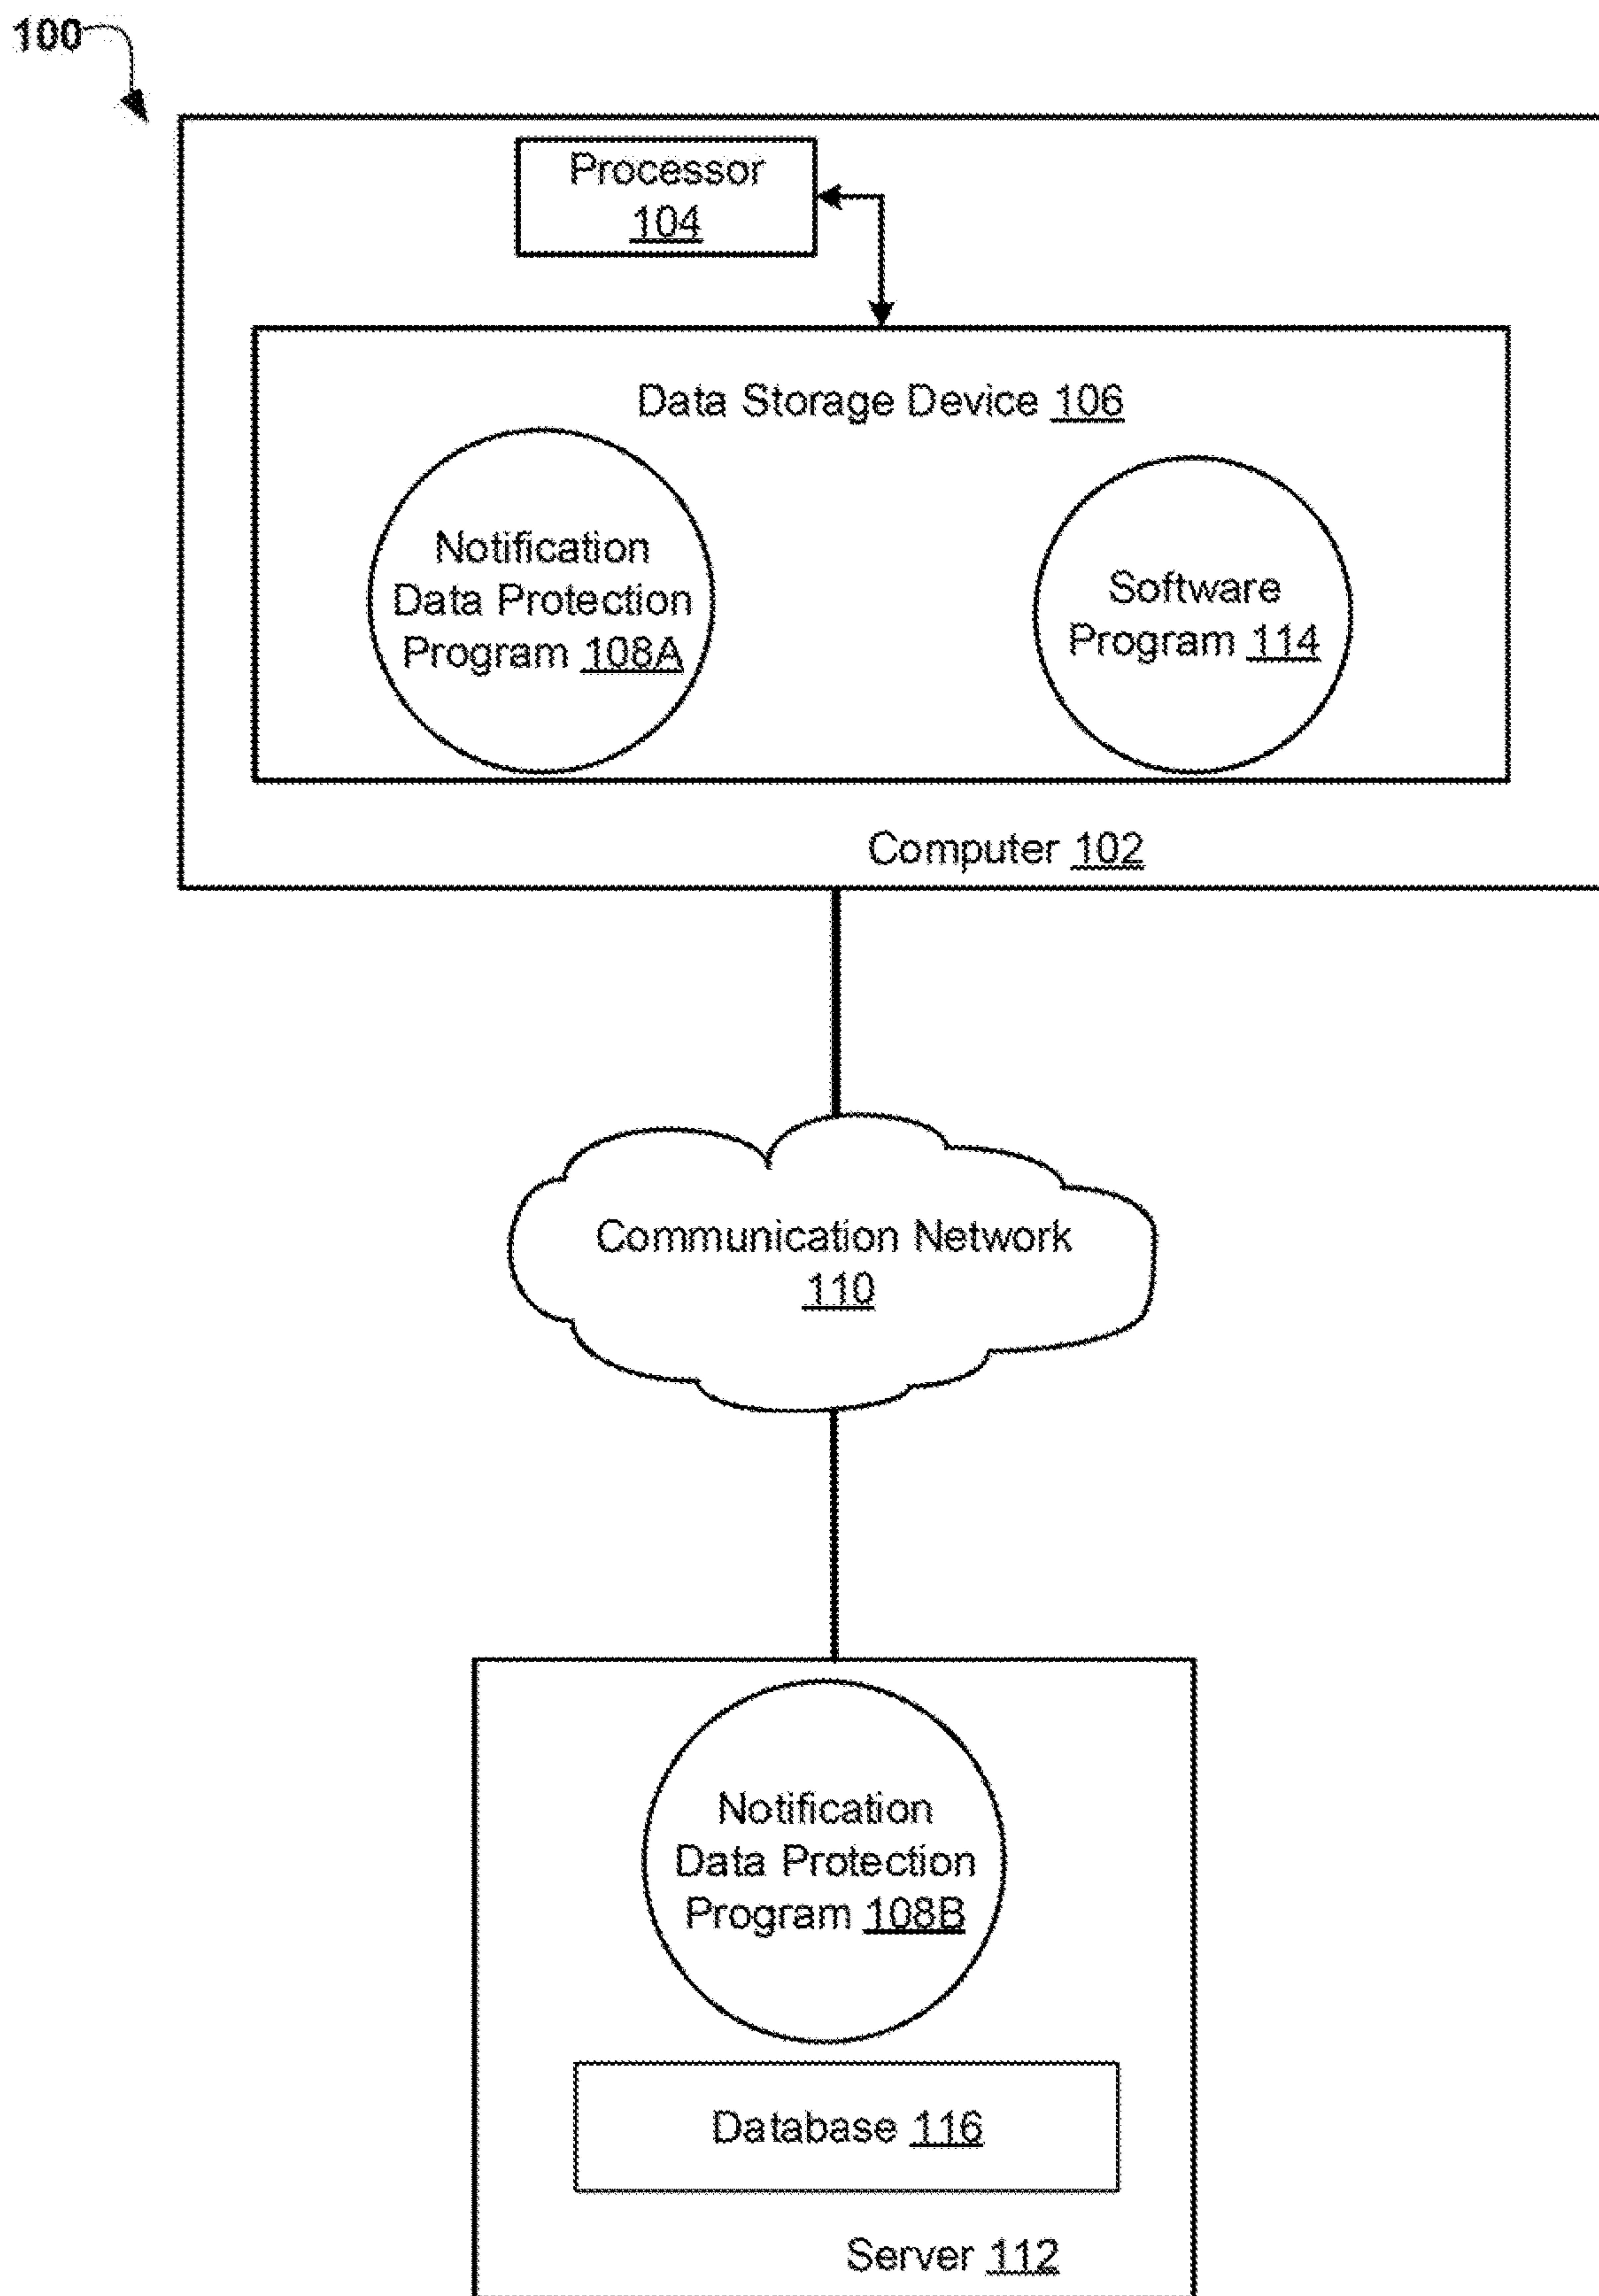 100
Processor
104
Data Storage Device 106
Notification
Data Protection
Program 108A
Software
Program 114
Computer 102
Communication Network
110
Notification
Data Protection
Program 108B
Database 116
Server 112